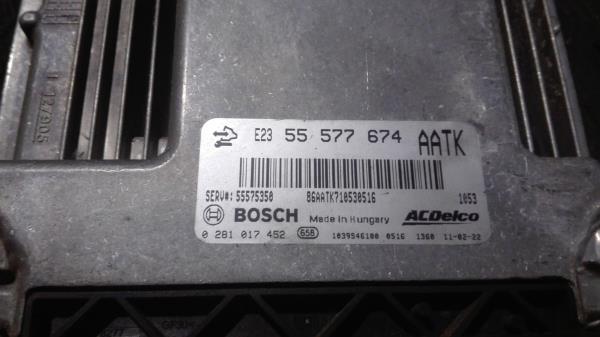 E23 55 577 674 AATK
SERV#: 55575350 86AATK710530516 1053
BOSCH Made in Hungary ACDelco
0 281 017 452 658 1039S46100 0516 1360 11-02-22